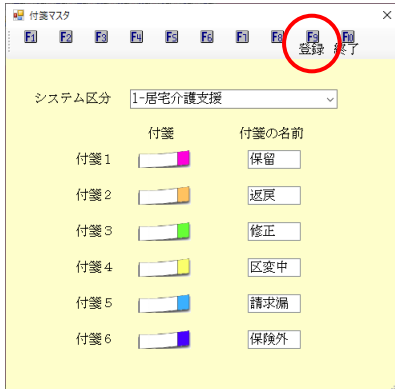 付箋マスタ
F1 F2 F3 F4 F5 F6 F7 F8 F9 F10
登録 終了
システム区分 1-居宅介護支援
付箋 付箋の名前
付箋1 保留
付箋2 返戻
付箋3 修正
付箋4 区変中
付箋5 請求漏
付箋6 保険外